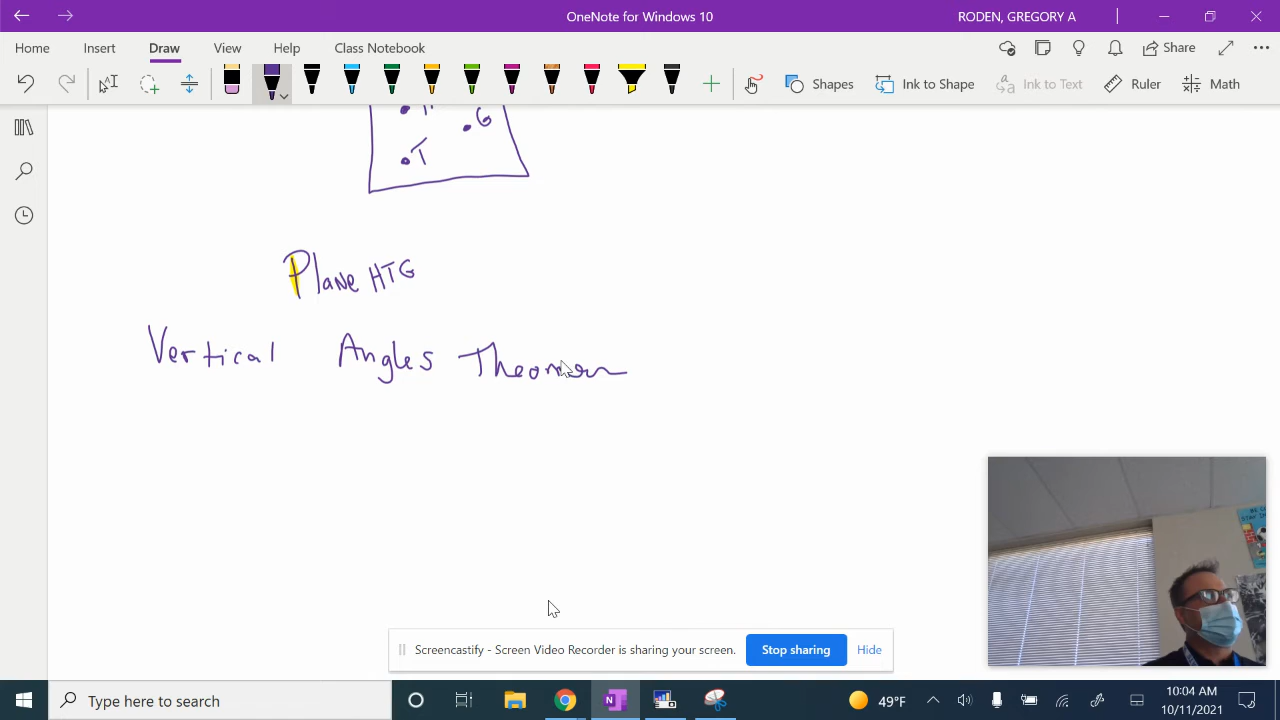 OneNote for Windows 10
RODEN, GREGORY A
Home Insert Draw View Help Class Notebook
Share
Shapes Ink to Shape Ink to Text Ruler Math
G
T
Plane HTG
Vertical Angles Theorem
Screencastify - Screen Video Recorder is sharing your screen. Stop sharing Hide
Type here to search
49°F
10:04 AM
10/11/2021